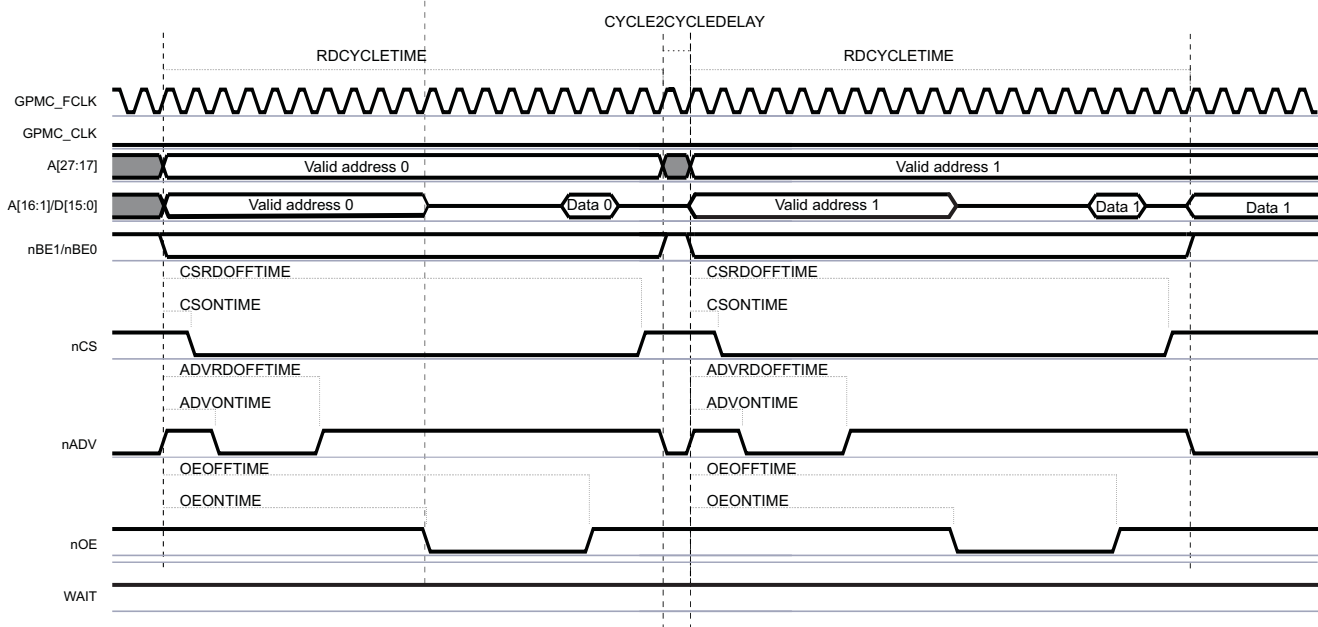 CYCLE2CYCLEDELAY
RDCYCLETIME RDCYCLETIME
GPMC_FCLK
GPMC_CLK
A[27:17] Valid address 0 Valid address 1
A[16:1]/D[15:0] Valid address 0 Data 0 Valid address 1 Data 1 Data 1
nBE1/nBE0
CSRDOFFTIME CSRDOFFTIME
CSONTIME CSONTIME
nCS
ADVRDOFFTIME ADVRDOFFTIME
ADVONTIME ADVONTIME
nADV
OEOFFTIME OEOFFTIME
OEONTIME OEONTIME
nOE
WAIT